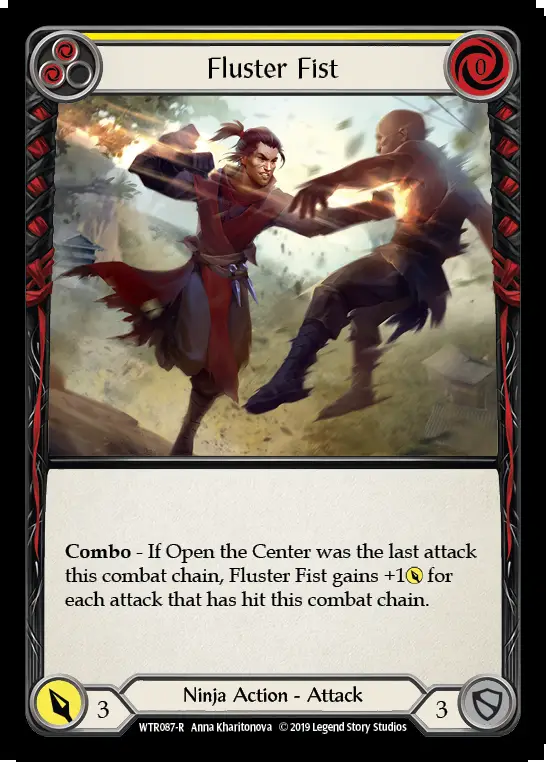 Fluster Fist
0
Combo - If Open the Center was the last attack
this combat chain, Fluster Fist gains +1 for
each attack that has hit this combat chain.
3
Ninja Action - Attack
3
WTR087-R Anna Kharitonova © 2019 Legend Story Studios